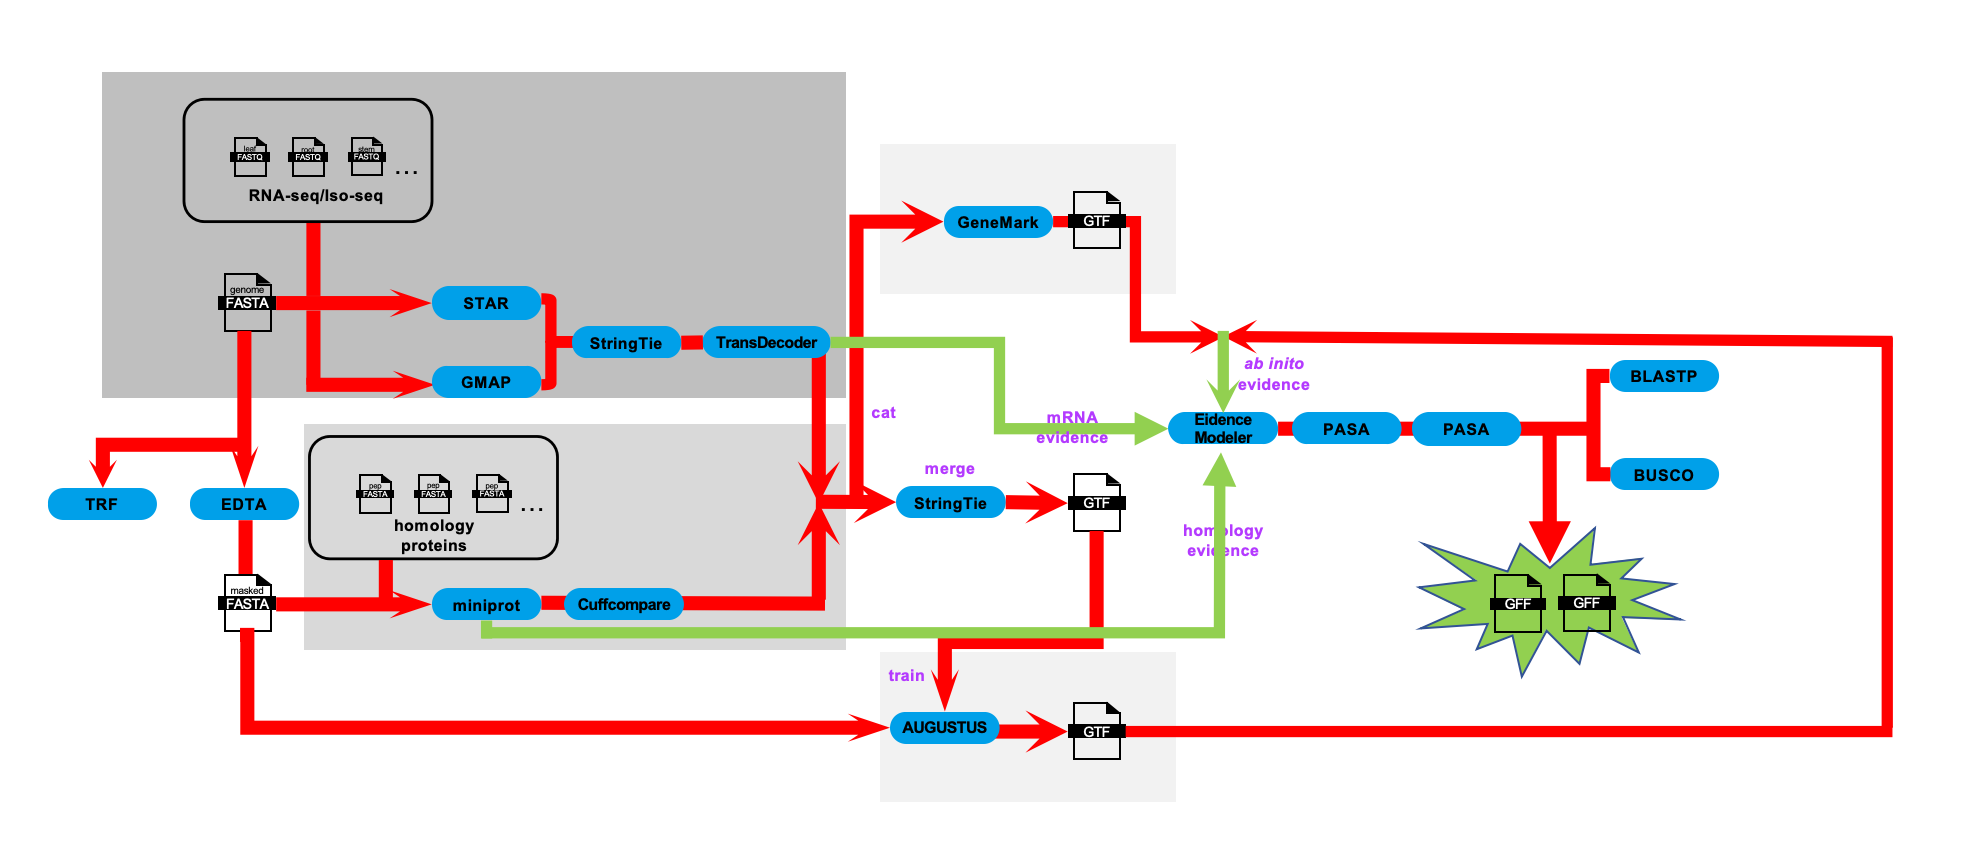 leaf
FASTQ
root
FASTQ
stem
FASTQ
...
RNA-seq/Iso-seq
genome
FASTA
STAR
GMAP
StringTie
TransDecoder
GeneMark
GTF
cat
merge
StringTie
GTF
TRF
EDTA
pep
FASTA
pep
FASTA
pep
FASTA
...
homology
proteins
masked
FASTA
miniprot
Cuffcompare
train
AUGUSTUS
GTF
ab inito
evidence
mRNA
evidence
homology
evidence
Eidence
Modeler
PASA
PASA
BLASTP
BUSCO
GFF
GFF